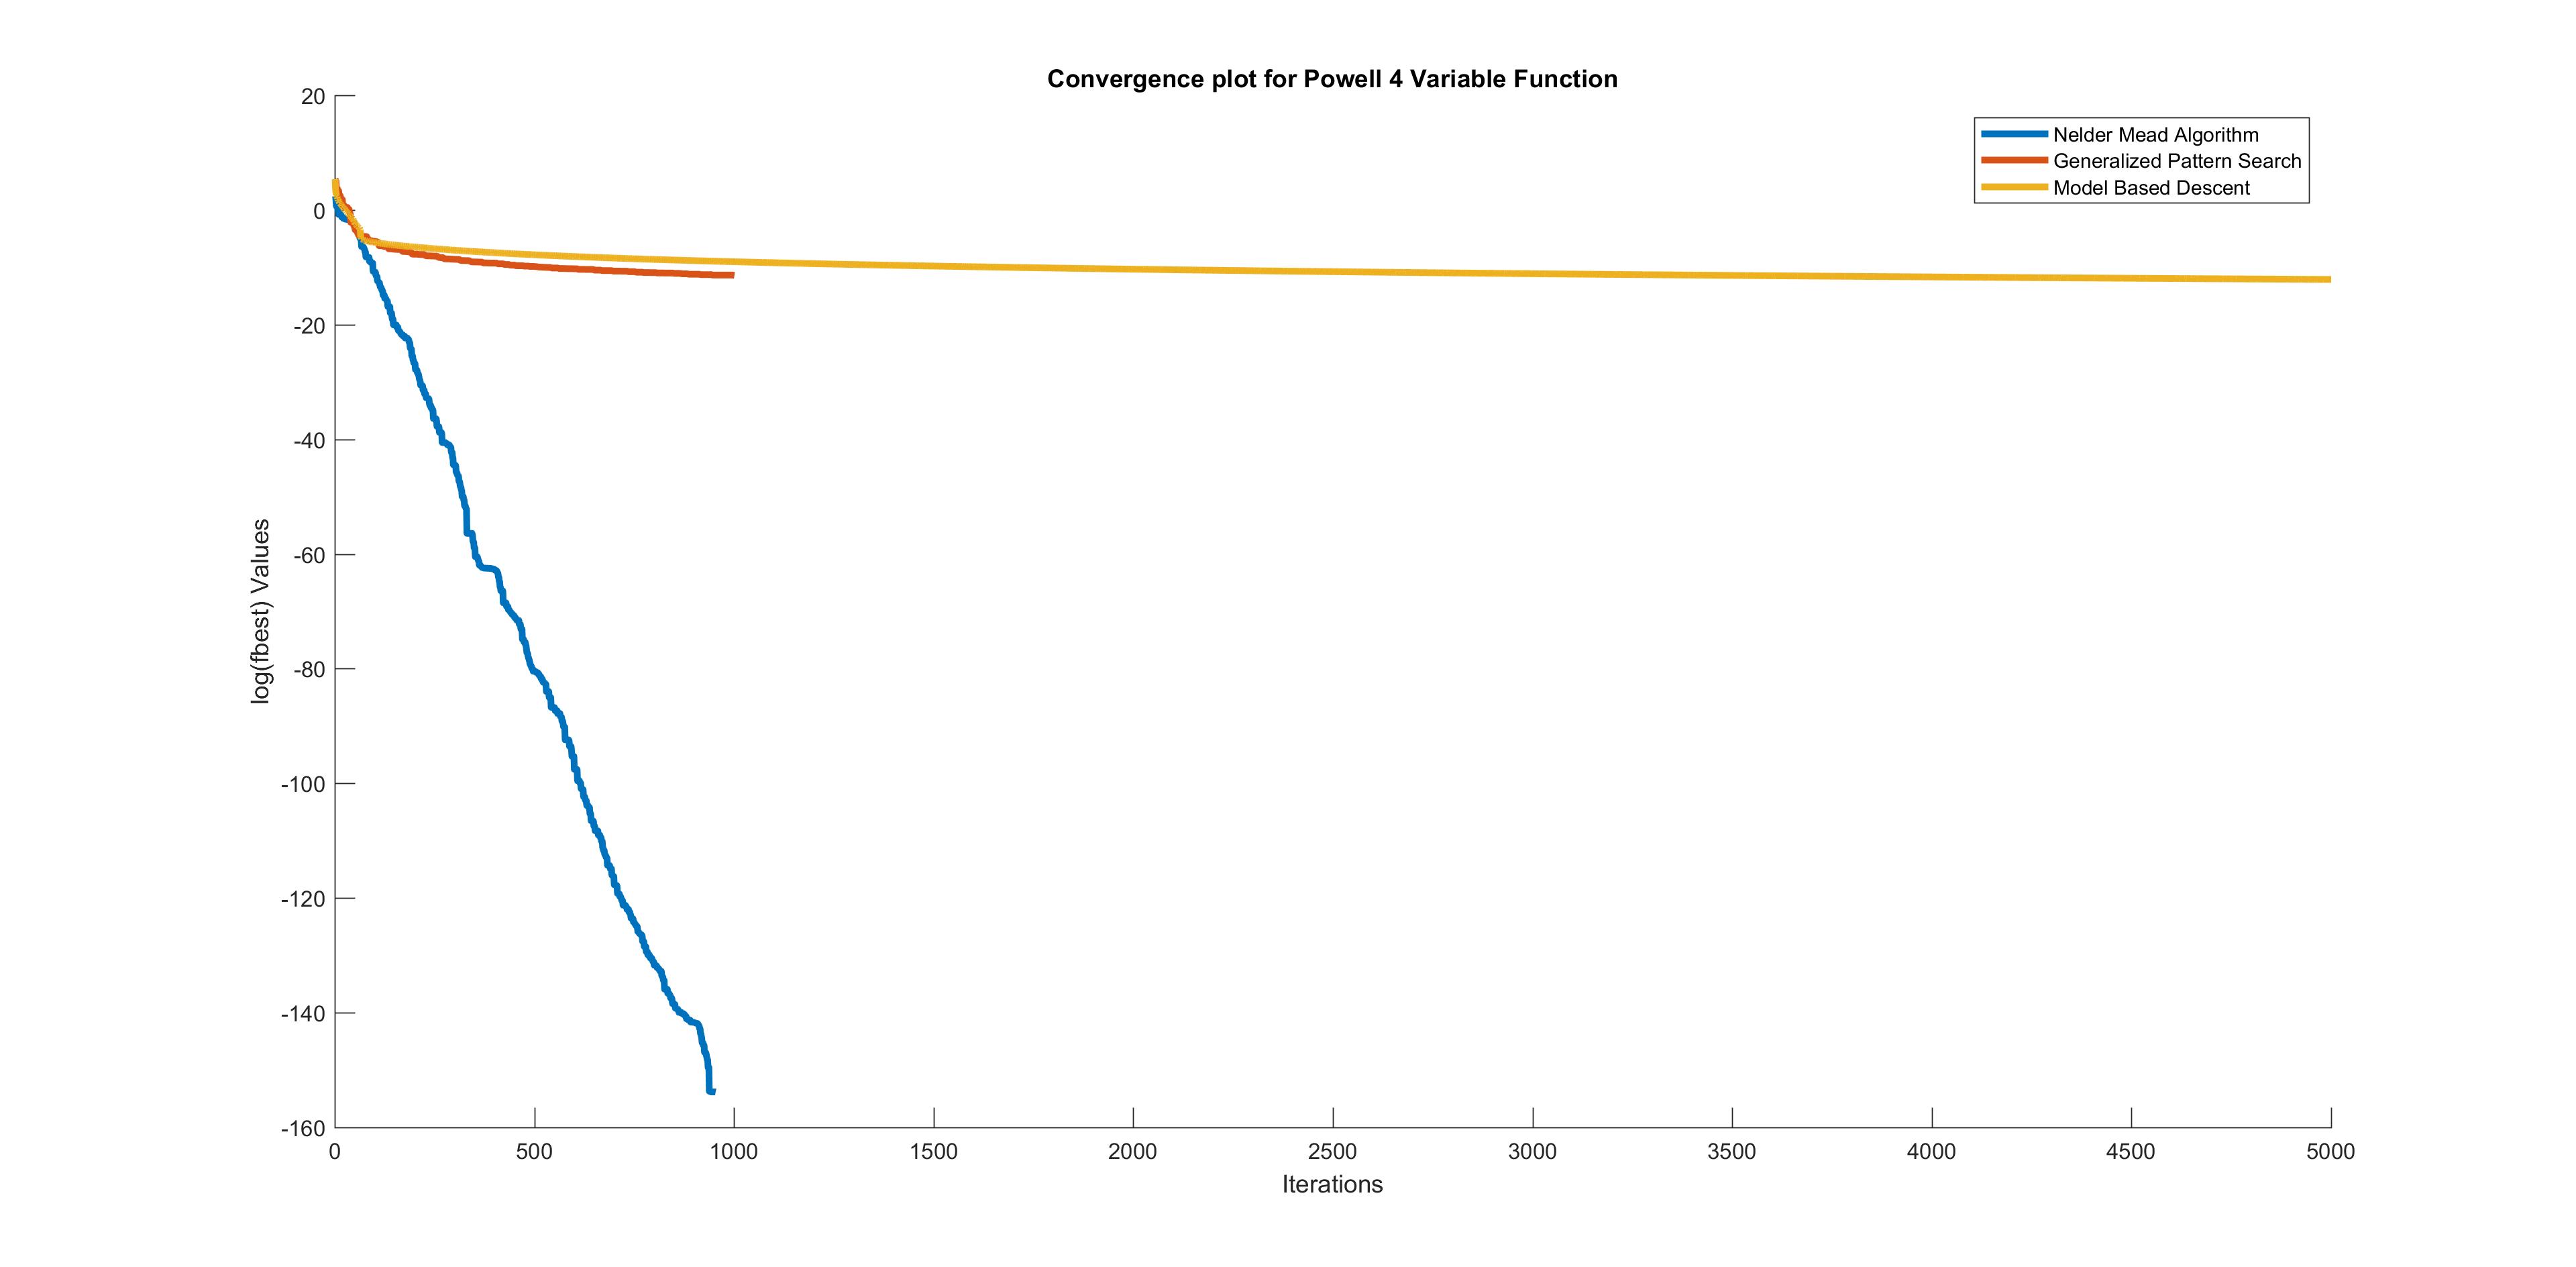 Convergence plot for Powell 4 Variable Function
Nelder Mead Algorithm
Generalized Pattern Search
Model Based Descent
20
0
-20
-40
-60
-80
-100
-120
-140
-160
log(fbest) Values
0 500 1000 1500 2000 2500 3000 3500 4000 4500 5000
Iterations